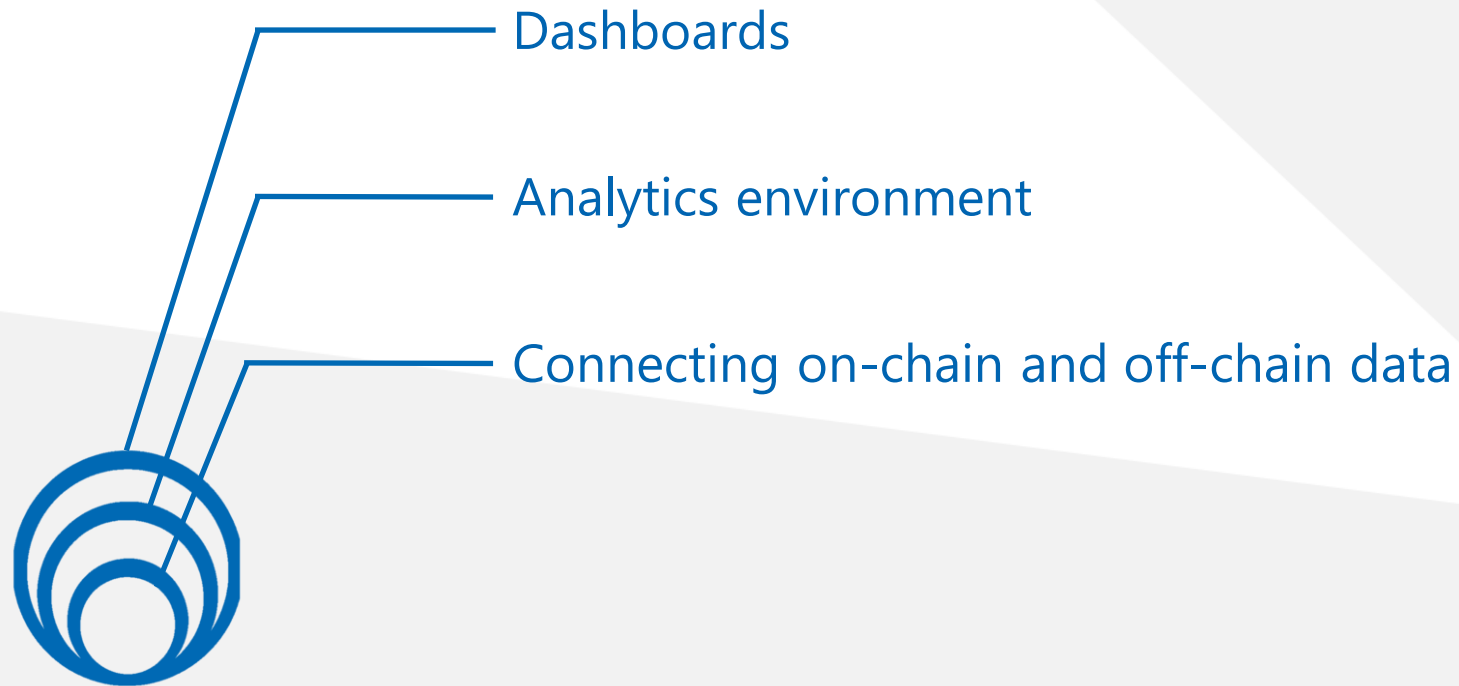 Dashboards
Analytics environment
Connecting on-chain and off-chain data